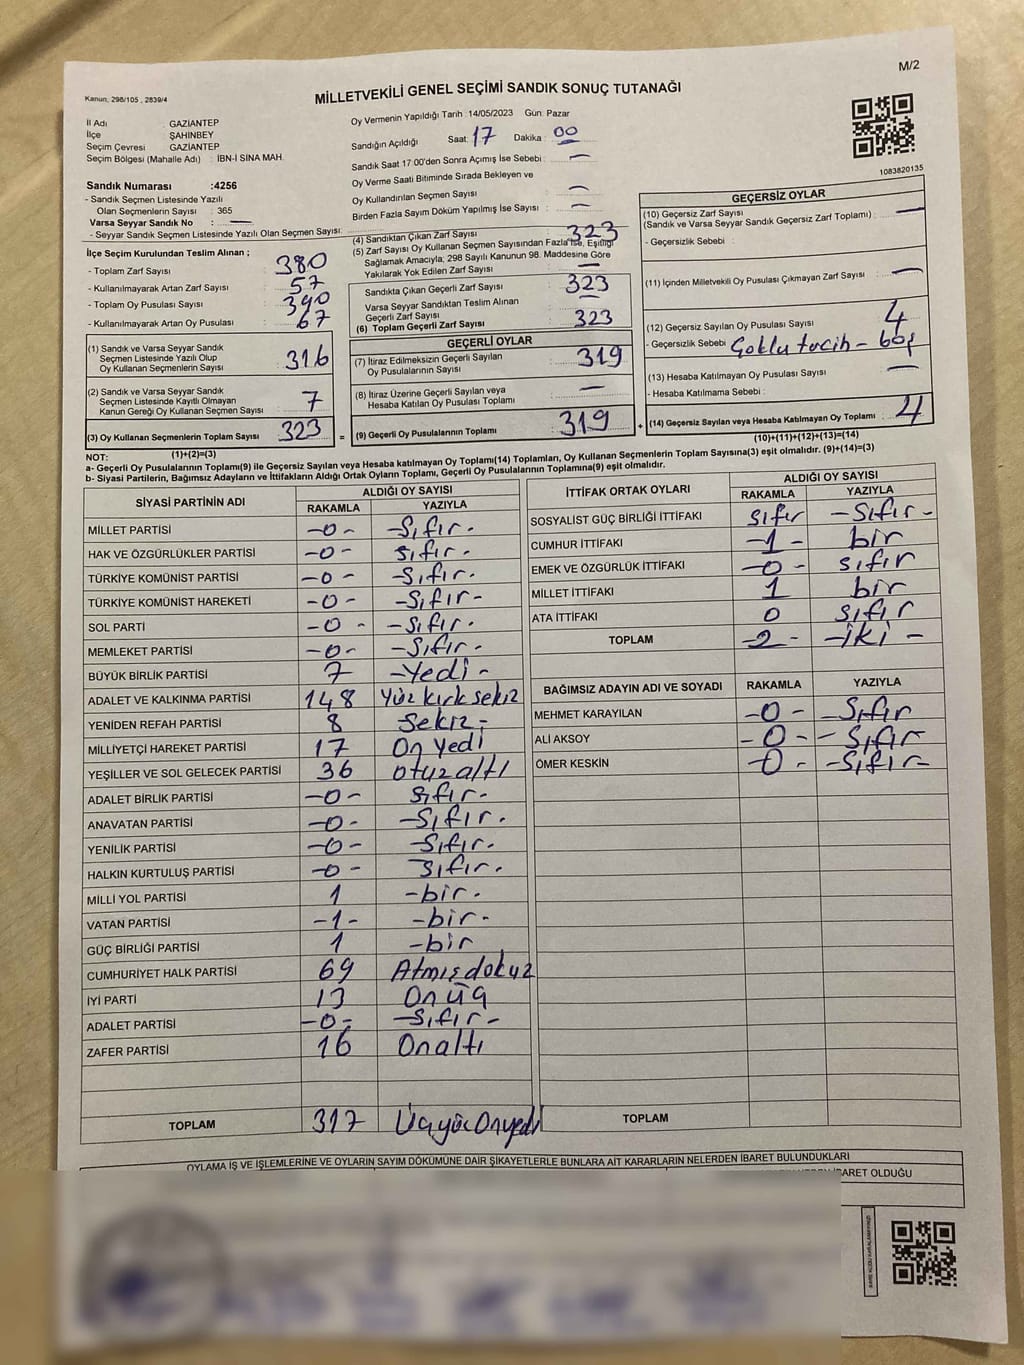 M/2
Kanun, 298/105 , 2839/4
MİLLETVEKİLİ GENEL SEÇİMİ SANDIK SONUÇ TUTANAĞI
İl Adı : GAZİANTEP
İlçe : ŞAHİNBEY
Seçim Çevresi : GAZİANTEP
Seçim Bölgesi (Mahalle Adı) : İBN-İ SİNA MAH.
Sandık Numarası :4256
- Sandık Seçmen Listesinde Yazılı
Olan Seçmenlerin Sayısı : 365
Varsa Seyyar Sandık No : —
- Seyyar Sandık Seçmen Listesinde Yazılı Olan Seçmen Sayısı:
Oy Vermenin Yapıldığı Tarih :14/05/2023 Gün: Pazar
Sandığın Açıldığı Saat: 17 Dakika : 00
Sandık Saat 17:00'den Sonra Açımış İse Sebebi : —
Oy Verme Saati Bitiminde Sırada Bekleyen ve
Oy Kullandırılan Seçmen Sayısı : —
Birden Fazla Sayım Döküm Yapılmış İse Sayısı : —
1083820135
İlçe Seçim Kurulundan Teslim Alınan ;
- Toplam Zarf Sayısı : 380
- Kullanılmayarak Artan Zarf Sayısı : 57
- Toplam Oy Pusulası Sayısı : 390
- Kullanılmayarak Artan Oy Pusulası : 67
(1) Sandık ve Varsa Seyyar Sandık
Seçmen Listesinde Yazılı Olup
Oy Kullanan Seçmenlerin Sayısı : 316
(2) Sandık ve Varsa Seyyar Sandık
Seçmen Listesinde Kayıtlı Olmayan
Kanun Gereği Oy Kullanan Seçmen Sayısı : 7
(3) Oy Kullanan Seçmenlerin Toplam Sayısı : 323
(1)+(2)=(3)
(4) Sandıktan Çıkan Zarf Sayısı : 323
(5) Zarf Sayısı Oy Kullanan Seçmen Sayısından Fazla İse, Eşitliği
Sağlamak Amacıyla; 298 Sayılı Kanunun 98. Maddesine Göre
Yakılarak Yok Edilen Zarf Sayısı : —
Sandıkta Çıkan Geçerli Zarf Sayısı : 323
Varsa Seyyar Sandıktan Teslim Alınan
Geçerli Zarf Sayısı : —
(6) Toplam Geçerli Zarf Sayısı : 323
GEÇERLİ OYLAR
(7) İtiraz Edilmeksizin Geçerli Sayılan
Oy Pusulalarının Sayısı : 319
(8) İtiraz Üzerine Geçerli Sayılan veya
Hesaba Katılan Oy Pusulası Toplamı : —
= (9) Geçerli Oy Pusulalarının Toplamı : 319
GEÇERSİZ OYLAR
(10) Geçersiz Zarf Sayısı : —
(Sandık ve Varsa Seyyar Sandık Geçersiz Zarf Toplamı)
- Geçersizlik Sebebi :
(11) İçinden Milletvekili Oy Pusulası Çıkmayan Zarf Sayısı : —
(12) Geçersiz Sayılan Oy Pusulası Sayısı : 4
- Geçersizlik Sebebi : Çoklu tercih - boş
(13) Hesaba Katılmayan Oy Pusulası Sayısı : —
- Hesaba Katılmama Sebebi :
+ (14) Geçersiz Sayılan veya Hesaba Katılmayan Oy Toplamı : 4
(10)+(11)+(12)+(13)=(14)
NOT:
a- Geçerli Oy Pusulalarının Toplamı(9) ile Geçersiz Sayılan veya Hesaba katılmayan Oy Toplamı(14) Toplamları, Oy Kullanan Seçmenlerin Toplam Sayısına(3) eşit olmalıdır. (9)+(14)=(3)
b- Siyasi Partilerin, Bağımsız Adayların ve İttifakların Aldığı Ortak Oyların Toplamı, Geçerli Oy Pusulalarının Toplamına(9) eşit olmalıdır.
SİYASİ PARTİNİN ADI ALDIĞI OY SAYISI
RAKAMLA YAZIYLA
MİLLET PARTİSİ -0- -Sıfır-
HAK VE ÖZGÜRLÜKLER PARTİSİ -0- sıfır-
TÜRKİYE KOMÜNİST PARTİSİ -0- -Sıfır.
TÜRKİYE KOMÜNİST HAREKETİ -0- -Sıfır-
SOL PARTİ -0- -Sıfır-
MEMLEKET PARTİSİ -0- -Sıfır-
BÜYÜK BİRLİK PARTİSİ 7 -Yedi-
ADALET VE KALKINMA PARTİSİ 148 Yüz kırk sekiz
YENİDEN REFAH PARTİSİ 8 Sekiz-
MİLLİYETÇİ HAREKET PARTİSİ 17 On yedi
YEŞİLLER VE SOL GELECEK PARTİSİ 36 otuz altı
ADALET BİRLİK PARTİSİ -0- sıfır-
ANAVATAN PARTİSİ -0- -Sıfır.
YENİLİK PARTİSİ -0- -Sıfır.
HALKIN KURTULUŞ PARTİSİ -0- sıfır.
MİLLİ YOL PARTİSİ 1 -bir-
VATAN PARTİSİ -1- -bir-
GÜÇ BİRLİĞİ PARTİSİ 1 -bir
CUMHURİYET HALK PARTİSİ 69 Atmış dokuz
İYİ PARTİ 13 On üç
ADALET PARTİSİ -0- -Sıfır-
ZAFER PARTİSİ 16 On altı
TOPLAM 317 Üçyüz Onyedi
İTTİFAK ORTAK OYLARI ALDIĞI OY SAYISI
RAKAMLA YAZIYLA
SOSYALIST GÜÇ BİRLİĞİ İTTİFAKI sıfır -Sıfır-
CUMHUR İTTİFAKI -1- bir
EMEK VE ÖZGÜRLÜK İTTİFAKI -0- sıfır
MİLLET İTTİFAKI 1 bir
ATA İTTİFAKI 0 sıfır
TOPLAM -2- -İki-
BAĞIMSIZ ADAYIN ADI VE SOYADI RAKAMLA YAZIYLA
MEHMET KARAYILAN -0- -Sıfır
ALİ AKSOY -0- -Sıfır
ÖMER KESKİN -0- -Sıfır-
TOPLAM
OYLAMA İŞ VE İŞLEMLERİNE VE OYLARIN SAYIM DÖKÜMÜNE DAİR ŞİKAYETLERLE BUNLARA AİT KARARLARIN NELERDEN İBARET BULUNDUKLARI
İBARET OLDUĞU